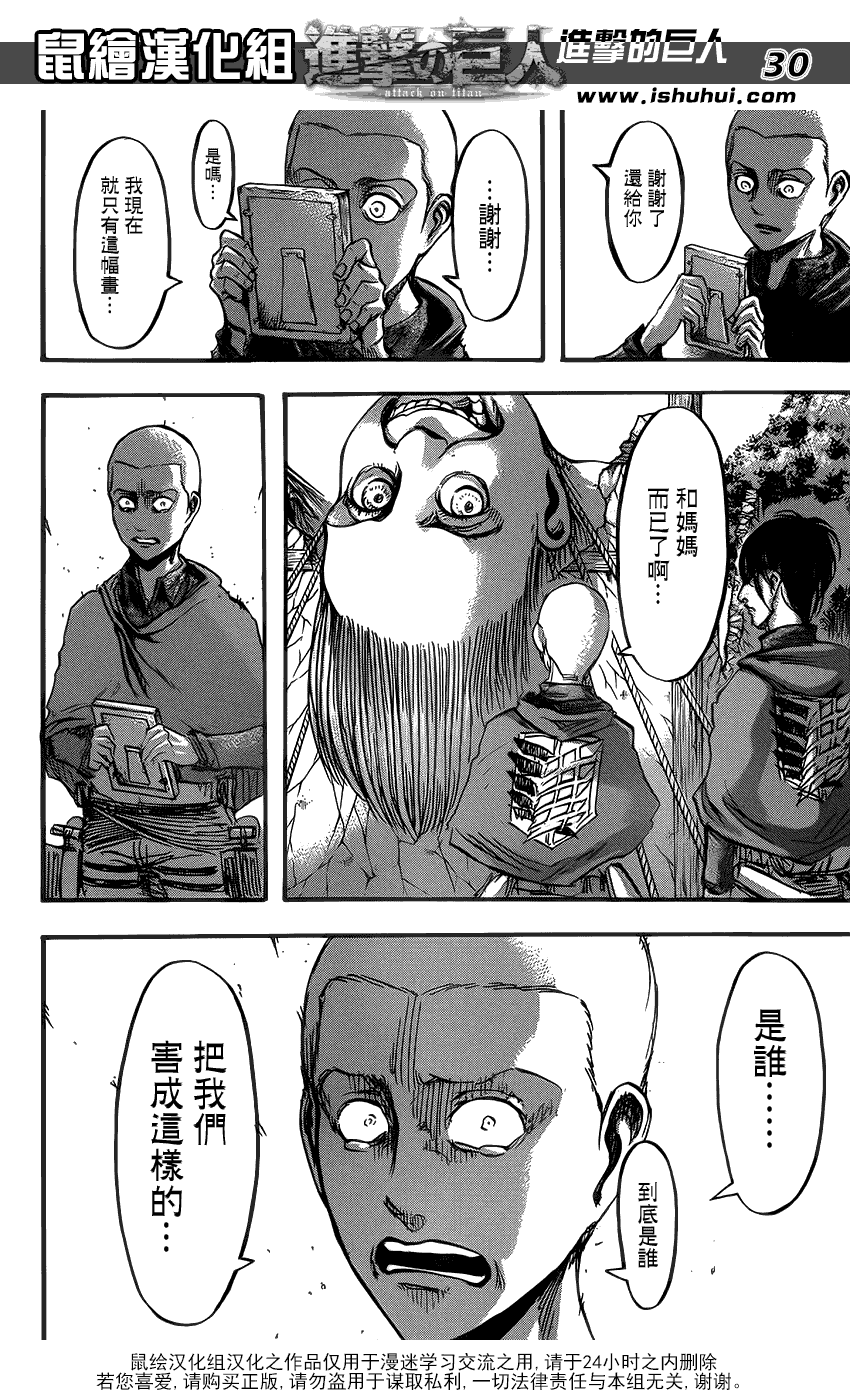 鼠繪漢化組
進撃の巨人
attack on titan
進擊的巨人
30
www.ishuhui.com
謝謝了
還給你
…謝謝…
是嗎…
我現在
就只有這幅畫…
和媽媽
而已了啊…
是誰……
到底是誰
把我們
害成這樣的…
鼠绘汉化组汉化之作品仅用于漫迷学习交流之用, 请于24小时之内删除
若您喜爱, 请购买正版, 请勿盗用于谋取私利, 一切法律责任与本组无关, 谢谢。